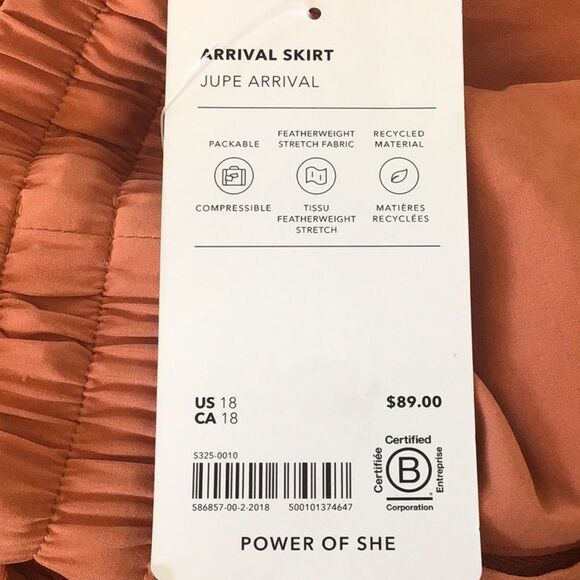 ARRIVAL SKIRT
JUPE ARRIVAL
PACKABLE
COMPRESSIBLE
FEATHERWEIGHT
STRETCH FABRIC
TISSU
FEATHERWEIGHT
STRETCH
RECYCLED
MATERIAL
MATIÈRES
RECYCLÉES
US 18
CA 18
$89.00
S325-0010
586857-00-2-2018 500101374647
Certified
Certifiée
B
Entreprise
®
Corporation
POWER OF SHE